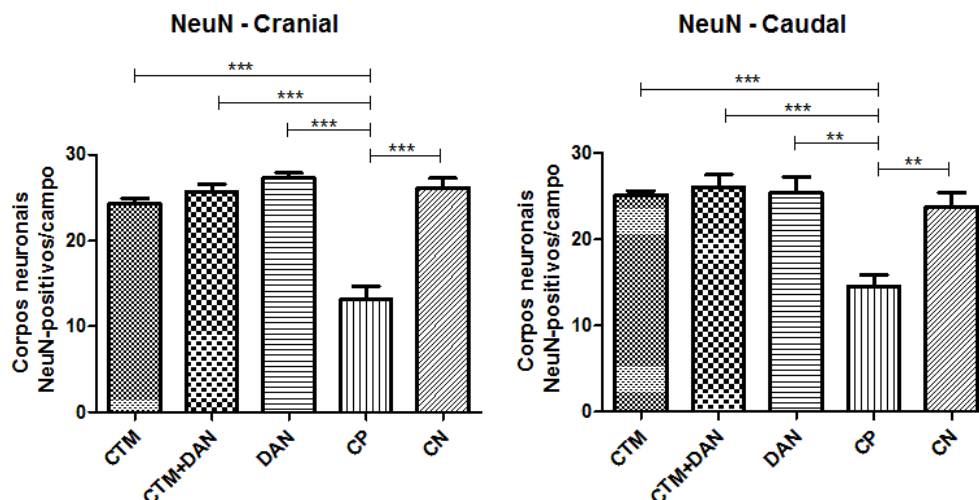 NeuN - Cranial
***
***
***
***
Corpos neuronais
NeuN-positivos/campo
30
20
10
0
CTM
CTM+DAN
DAN
CP
CN
NeuN - Caudal
***
***
**
**
Corpos neuronais
NeuN-positivos/campo
30
20
10
0
CTM
CTM+DAN
DAN
CP
CN